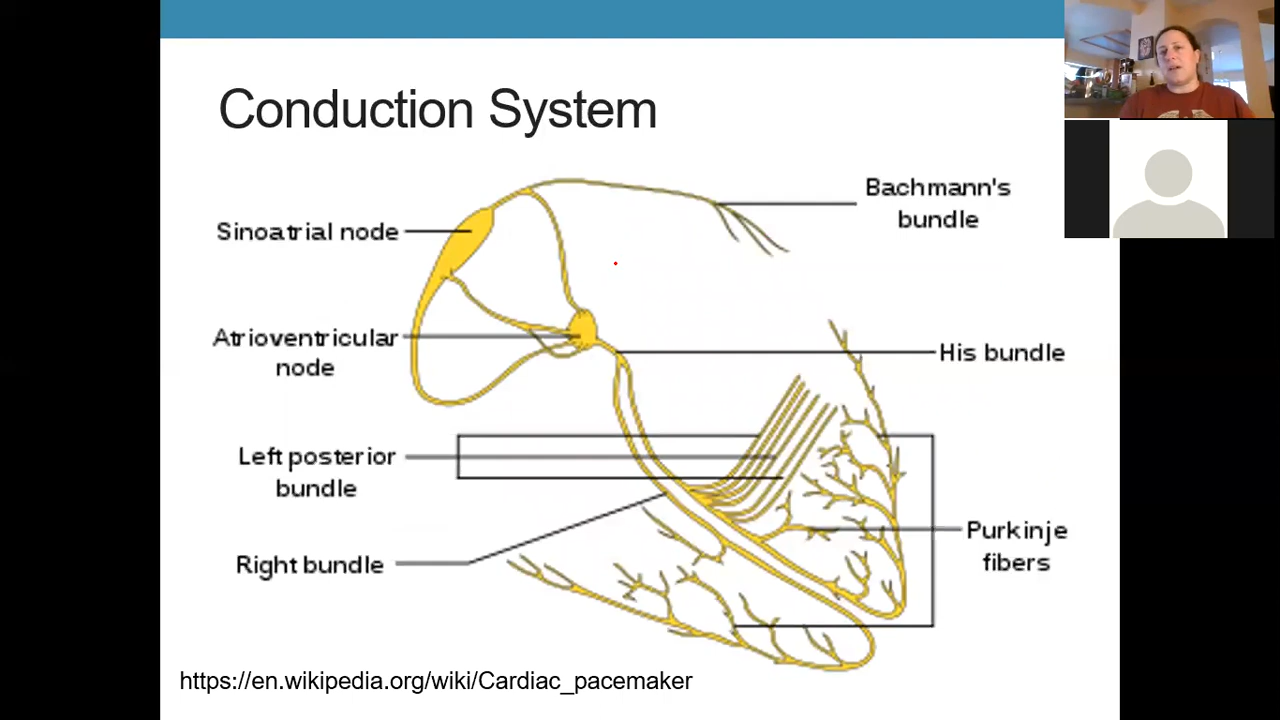 Conduction System
Bachmann's
bundle
Sinoatrial node
Atrioventricular
node
His bundle
Left posterior
bundle
Purkinje
fibers
Right bundle
https://en.wikipedia.org/wiki/Cardiac_pacemaker